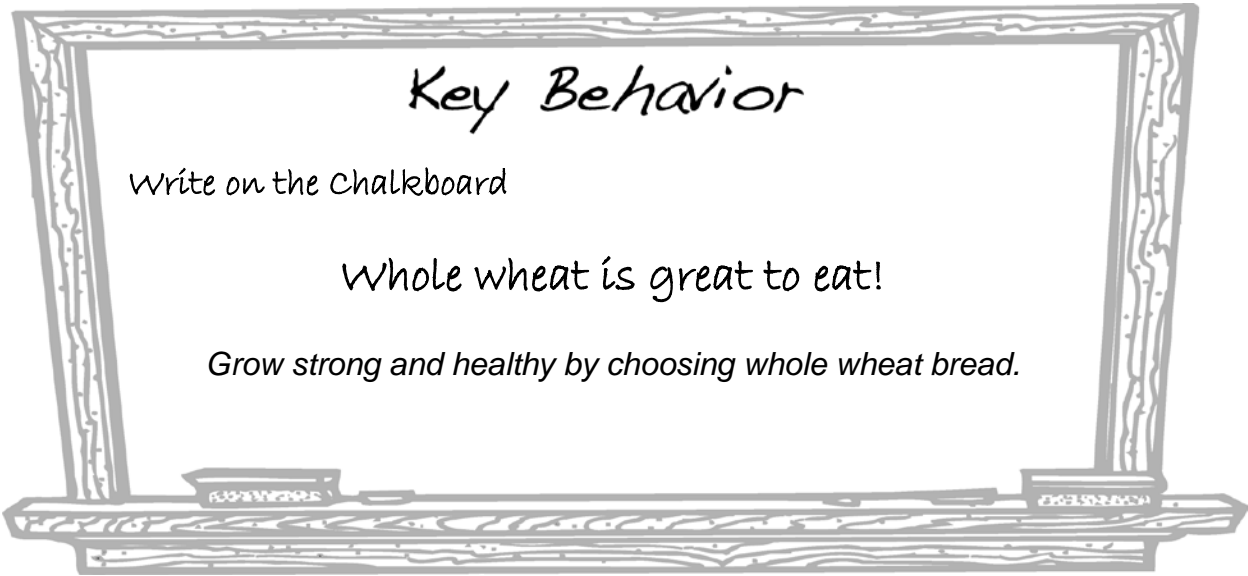 Key Behavior
Write on the Chalkboard
Whole wheat is great to eat!
Grow strong and healthy by choosing whole wheat bread.